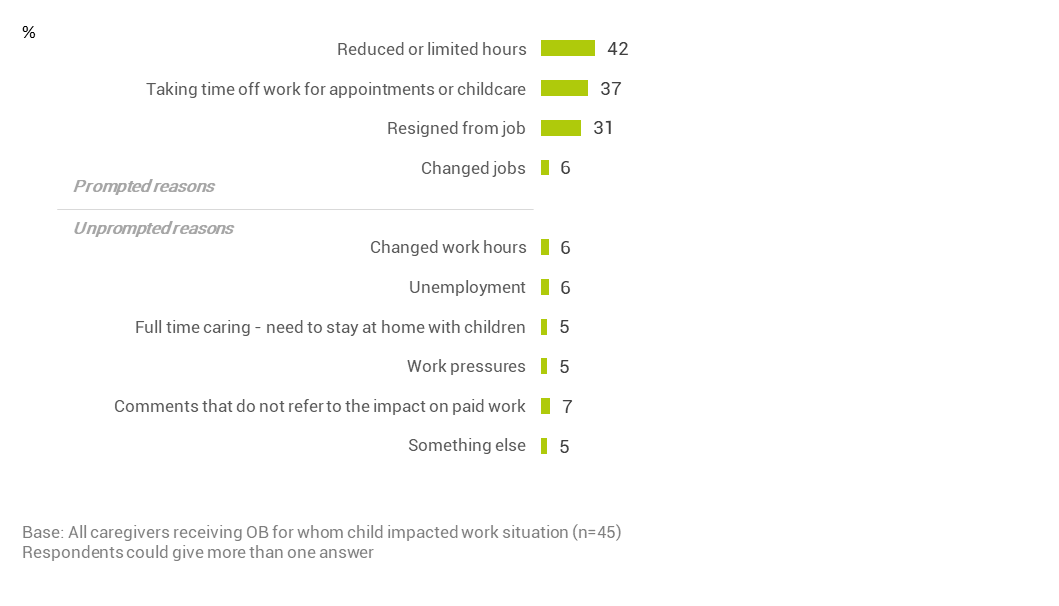 %
Reduced or limited hours 42
Taking time off work for appointments or childcare 37
Resigned from job 31
Changed jobs 6
Prompted reasons
Unprompted reasons
Changed work hours 6
Unemployment 6
Full time caring - need to stay at home with children 5
Work pressures 5
Comments that do not refer to the impact on paid work 7
Something else 5
Base: All caregivers receiving OB for whom child impacted work situation (n=45)
Respondents could give more than one answer